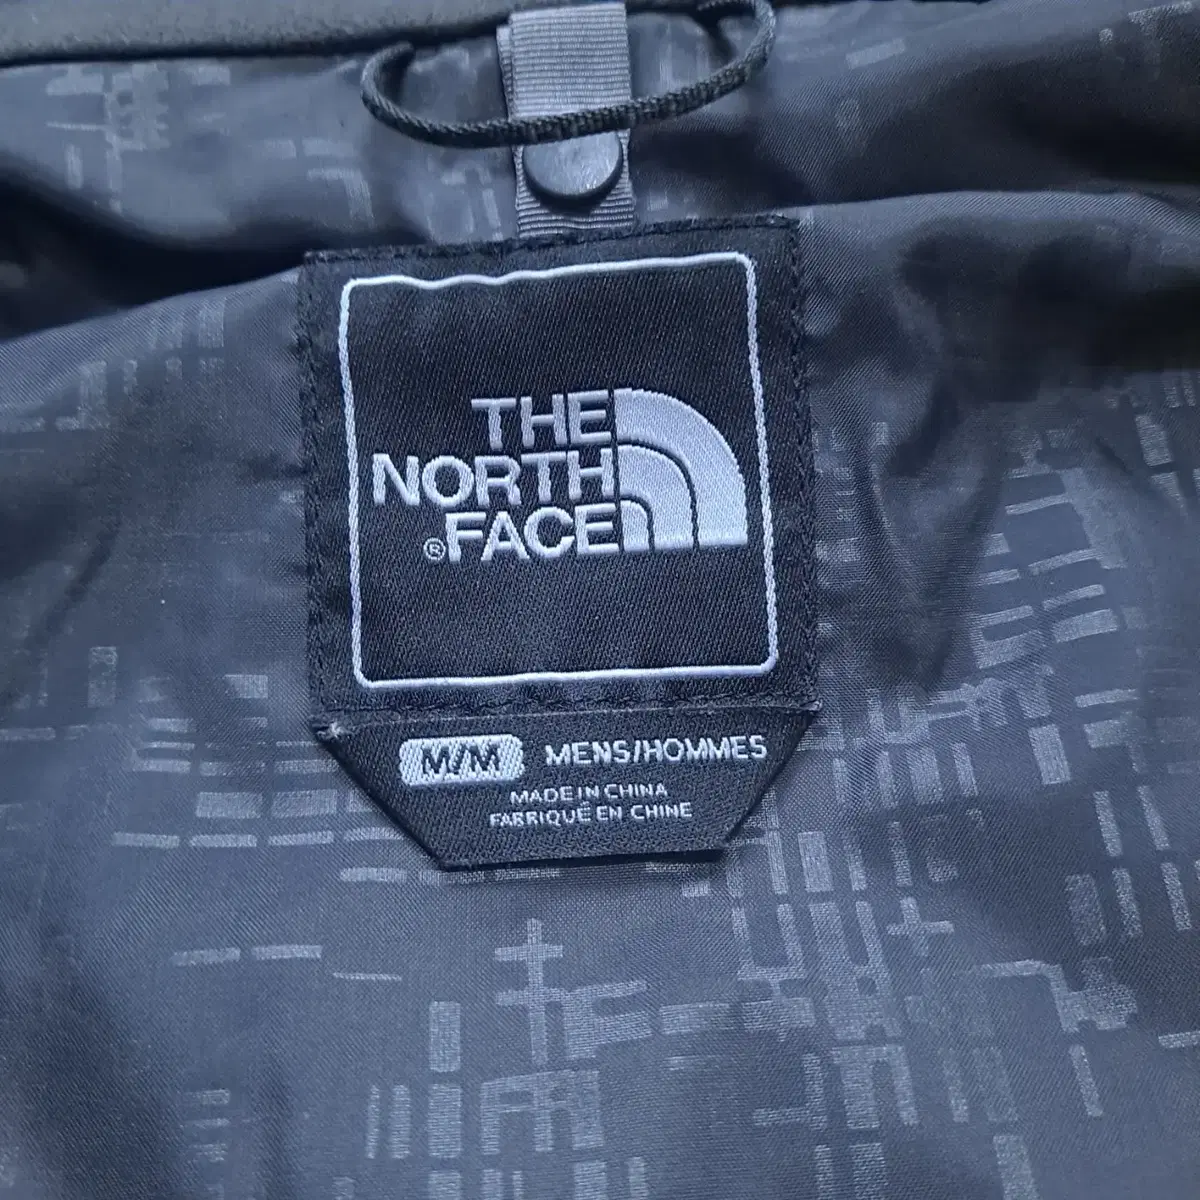 THE
NORTH
®FACE
M/M MENS/HOMMES
MADE IN CHINA
FABRIQUÉ EN CHINE